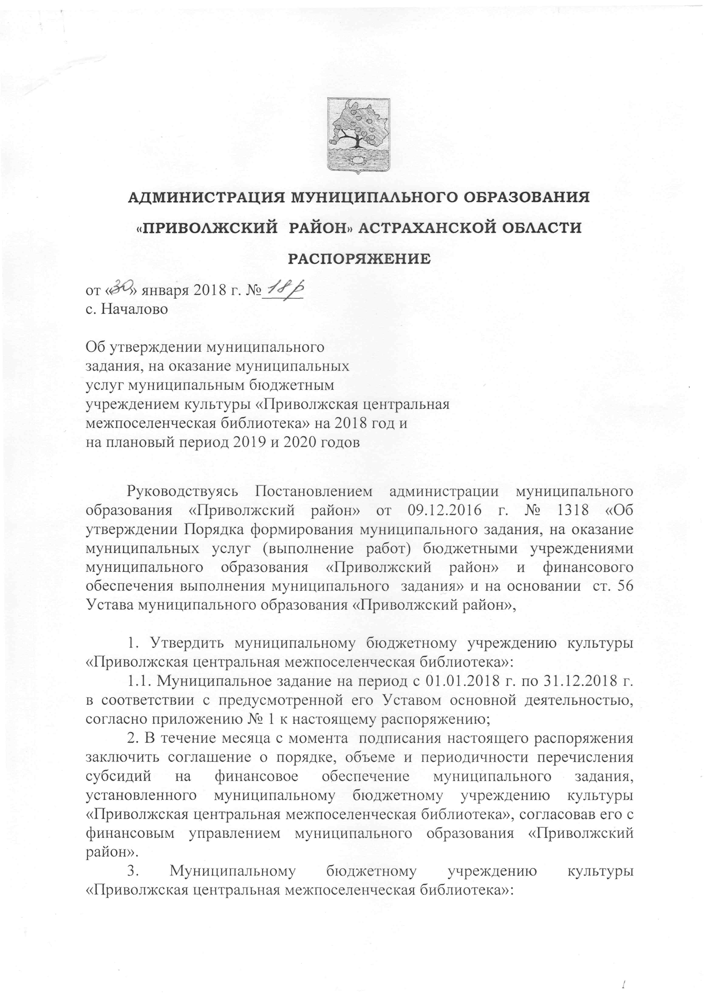 АДМИНИСТРАЦИЯ МУНИЦИПАЛЬНОГО ОБРАЗОВАНИЯ
«ПРИВОЛЖСКИЙ РАЙОН» АСТРАХАНСКОЙ ОБЛАСТИ
РАСПОРЯЖЕНИЕ
от «30» января 2018 г. № 18р
с. Началово
Об утверждении муниципального
задания, на оказание муниципальных
услуг муниципальным бюджетным
учреждением культуры «Приволжская центральная
межпоселенческая библиотека» на 2018 год и
на плановый период 2019 и 2020 годов
Руководствуясь Постановлением администрации муниципального
образования «Приволжский район» от 09.12.2016 г. № 1318 «Об
утверждении Порядка формирования муниципального задания, на оказание
муниципальных услуг (выполнение работ) бюджетными учреждениями
муниципального образования «Приволжский район» и финансового
обеспечения выполнения муниципального задания» и на основании ст. 56
Устава муниципального образования «Приволжский район»,
1. Утвердить муниципальному бюджетному учреждению культуры
«Приволжская центральная межпоселенческая библиотека»:
1.1. Муниципальное задание на период с 01.01.2018 г. по 31.12.2018 г.
в соответствии с предусмотренной его Уставом основной деятельностью,
согласно приложению № 1 к настоящему распоряжению;
2. В течение месяца с момента подписания настоящего распоряжения
заключить соглашение о порядке, объеме и периодичности перечисления
субсидий на финансовое обеспечение муниципального задания,
установленного муниципальному бюджетному учреждению культуры
«Приволжская центральная межпоселенческая библиотека», согласовав его с
финансовым управлением муниципального образования «Приволжский
район».
3. Муниципальному бюджетному учреждению культуры
«Приволжская центральная межпоселенческая библиотека»:
1